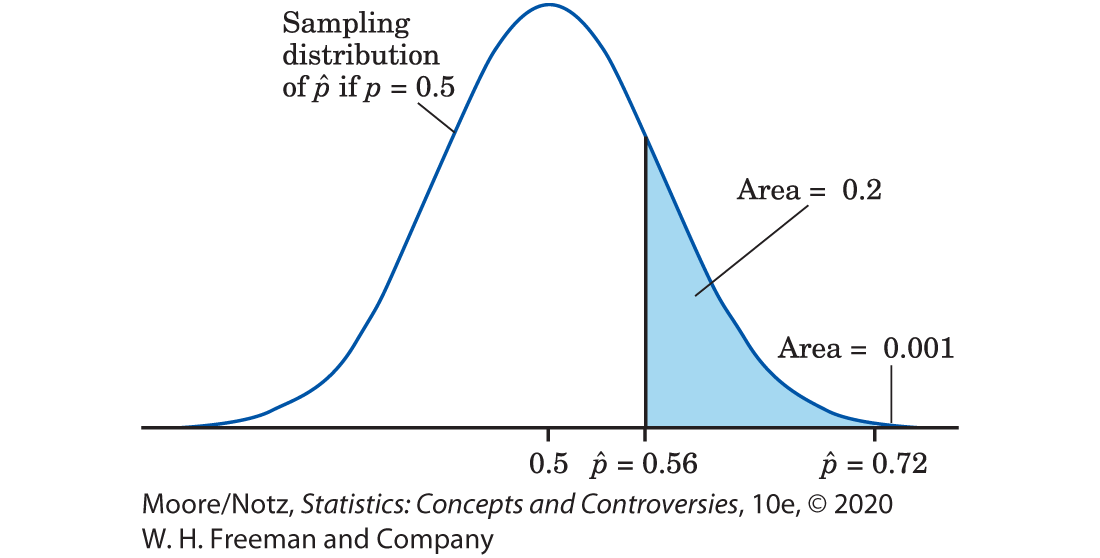 Sampling
distribution
of p̂ if p = 0.5
Area = 0.2
Area = 0.001
0.5
p̂ = 0.56
p̂ = 0.72
Moore/Notz, Statistics: Concepts and Controversies, 10e, © 2020
W. H. Freeman and Company